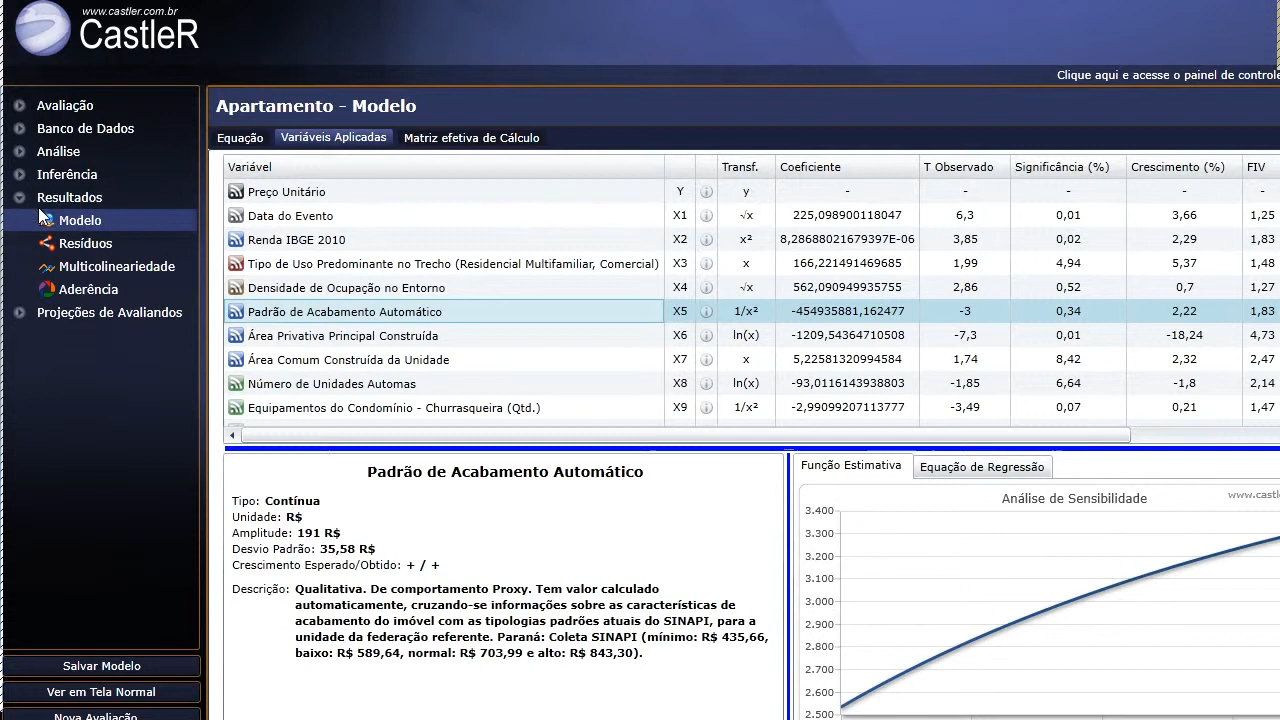 www.castler.com.br
CastleR
Clique aqui e acesse o painel de control
Avaliação
Banco de Dados
Análise
Inferência
Resultados
Modelo
Resíduos
Multicolineariedade
Aderência
Projeções de Avaliandos
Salvar Modelo
Ver em Tela Normal
Nova Avaliação
Apartamento - Modelo
Equação Variáveis Aplicadas Matriz efetiva de Cálculo
Variável Transf. Coeficiente T Observado Significância (%) Crescimento (%) FIV
Preço Unitário Y y - - - - -
Data do Evento X1 √x 225,098900118047 6,3 0,01 3,66 1,25
Renda IBGE 2010 X2 x² 8,28688021679397E-06 3,85 0,02 2,29 1,83
Tipo de Uso Predominante no Trecho (Residencial Multifamiliar, Comercial) X3 x 166,221491469685 1,99 4,94 5,37 1,48
Densidade de Ocupação no Entorno X4 √x 562,090949935755 2,86 0,52 0,7 1,27
Padrão de Acabamento Automático X5 1/x² -454935881,162477 -3 0,34 2,22 1,83
Área Privativa Principal Construída X6 ln(x) -1209,54364710508 -7,3 0,01 -18,24 4,73
Área Comum Construída da Unidade X7 x 5,22581320994584 1,74 8,42 2,32 2,47
Número de Unidades Automas X8 ln(x) -93,0116143938803 -1,85 6,64 -1,8 2,14
Equipamentos do Condomínio - Churrasqueira (Qtd.) X9 1/x² -2,99099207113777 -3,49 0,07 0,21 1,47
Padrão de Acabamento Automático
Tipo: Contínua
Unidade: R$
Amplitude: 191 R$
Desvio Padrão: 35,58 R$
Crescimento Esperado/Obtido: + / +
Descrição: Qualitativa. De comportamento Proxy. Tem valor calculado
automaticamente, cruzando-se informações sobre as características de
acabamento do imóvel com as tipologias padrões atuais do SINAPI, para a
unidade da federação referente. Paraná: Coleta SINAPI (mínimo: R$ 435,66,
baixo: R$ 589,64, normal: R$ 703,99 e alto: R$ 843,30).
Função Estimativa Equação de Regressão
Análise de Sensibilidade
www.castle
3.400
3.300
3.200
3.100
3.000
2.900
2.800
2.700
2.600
2.500